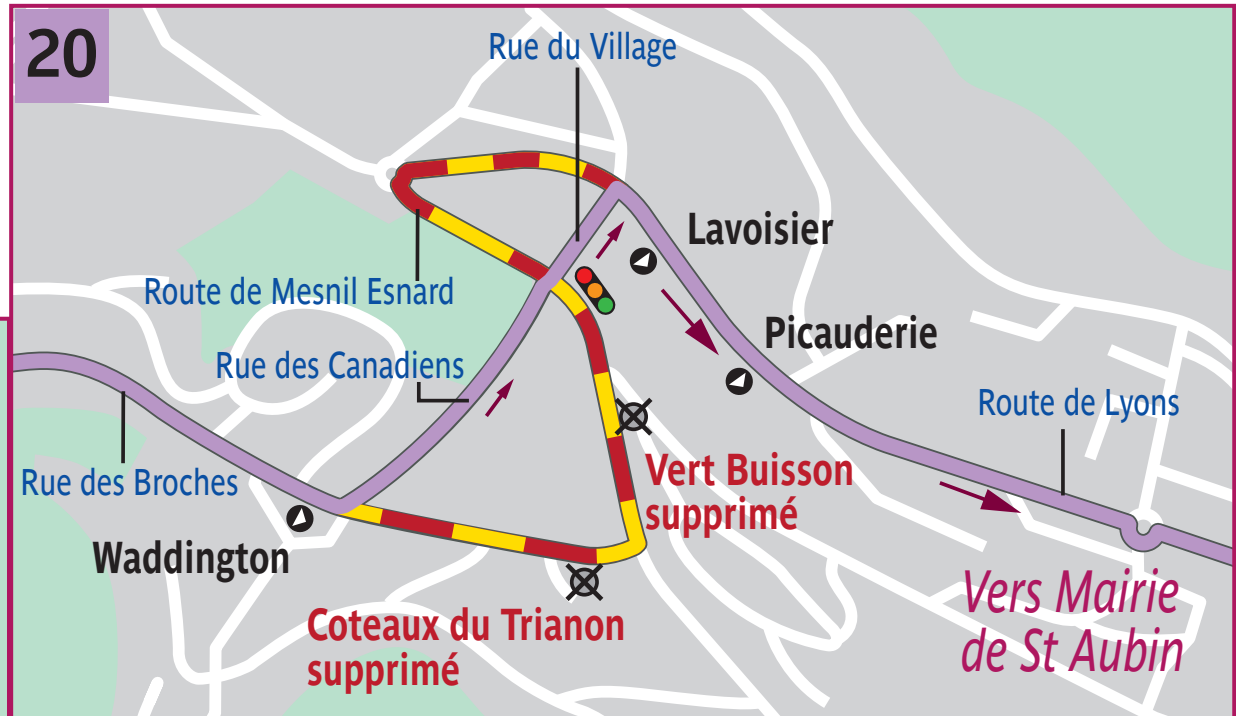 20
Rue du Village
Lavoisier
Route de Mesnil Esnard
Picauderie
Rue des Canadiens
Route de Lyons
Rue des Broches
Vert Buisson
supprimé
Waddington
Coteaux du Trianon
supprimé
Vers Mairie
de St Aubin